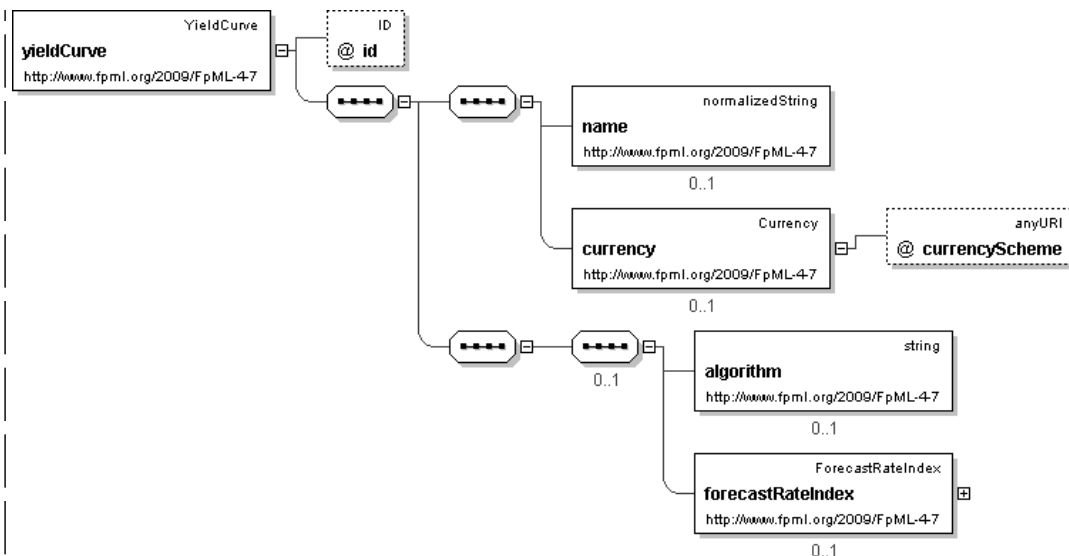 YieldCurve
yieldCurve
http://www.fpml.org/2009/FpML-4-7
ID
@ id
normalizedString
name
http://www.fpml.org/2009/FpML-4-7
0..1
Currency
currency
http://www.fpml.org/2009/FpML-4-7
0..1
anyURI
@ currencyScheme
0..1
string
algorithm
http://www.fpml.org/2009/FpML-4-7
0..1
ForecastRateIndex
forecastRateIndex
http://www.fpml.org/2009/FpML-4-7
0..1